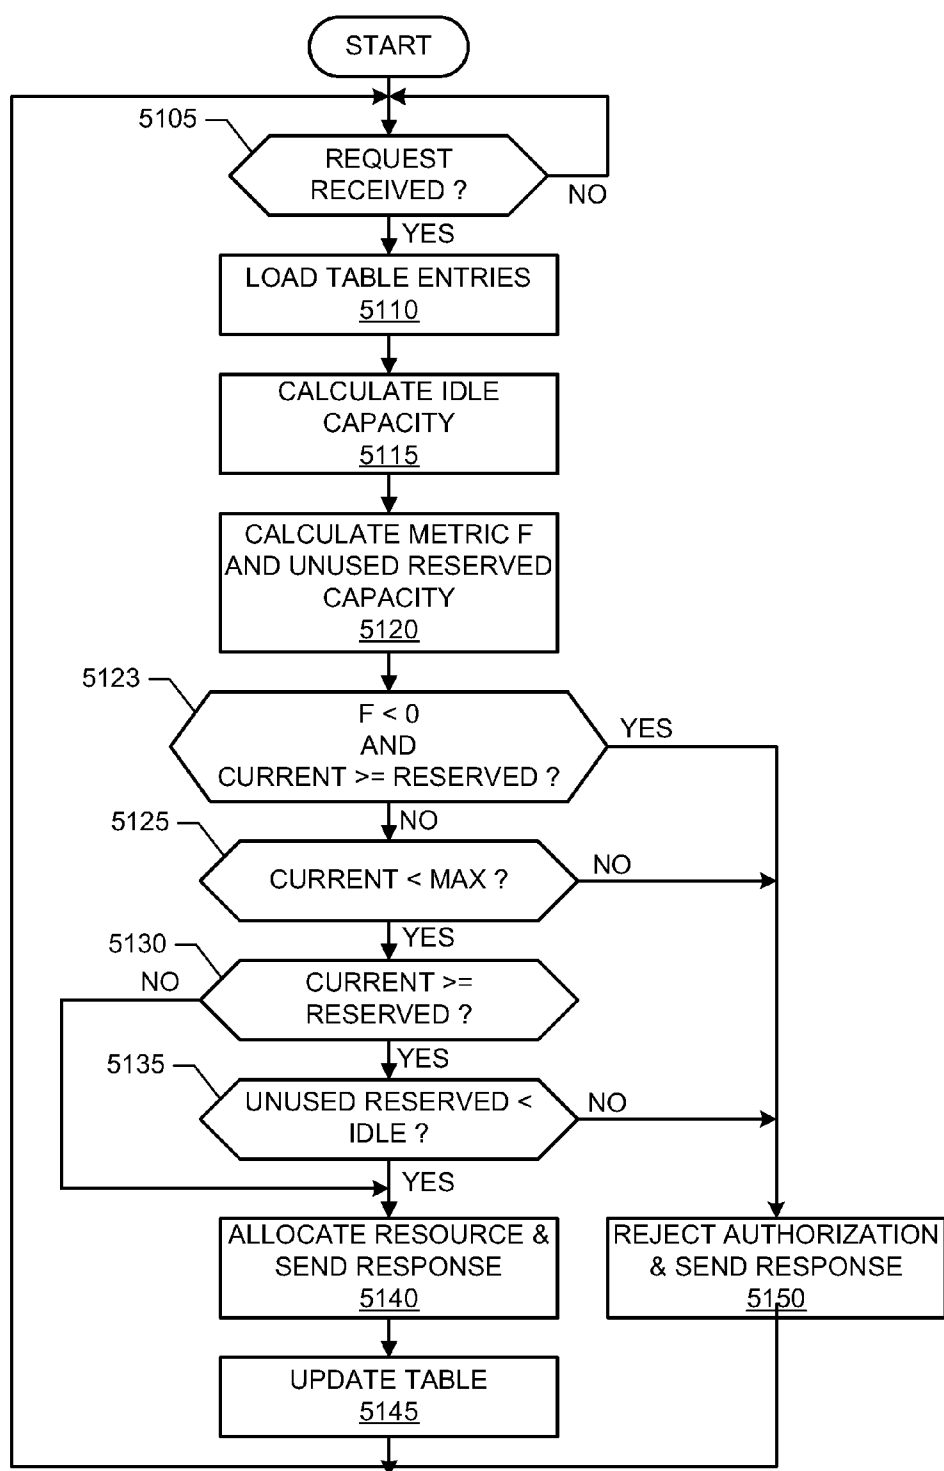 START
5105
REQUEST
RECEIVED ?
NO
YES
LOAD TABLE ENTRIES
5110
CALCULATE IDLE
CAPACITY
5115
CALCULATE METRIC F
AND UNUSED RESERVED
CAPACITY
5120
5123
F < 0
AND
CURRENT >= RESERVED ?
YES
NO
5125
CURRENT < MAX ?
NO
YES
5130
NO
CURRENT >=
RESERVED ?
YES
5135
UNUSED RESERVED <
IDLE ?
NO
YES
ALLOCATE RESOURCE &
SEND RESPONSE
5140
REJECT AUTHORIZATION
& SEND RESPONSE
5150
UPDATE TABLE
5145